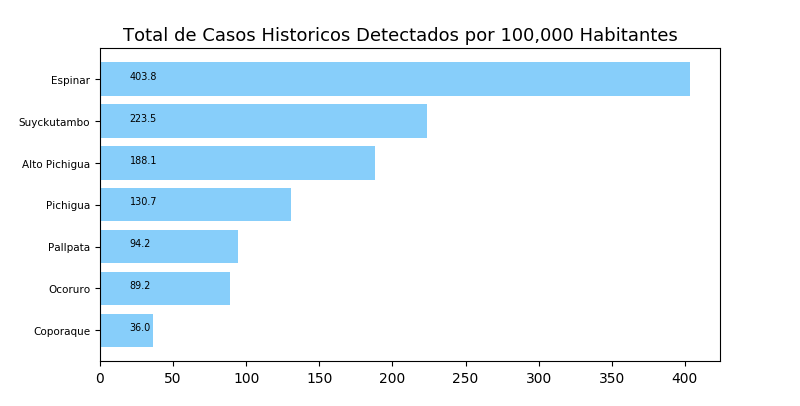 Total de Casos Historicos Detectados por 100,000 Habitantes
Espinar 403.8
Suyckutambo 223.5
Alto Pichigua 188.1
Pichigua 130.7
Pallpata 94.2
Ocoruro 89.2
Coporaque 36.0
0 50 100 150 200 250 300 350 400